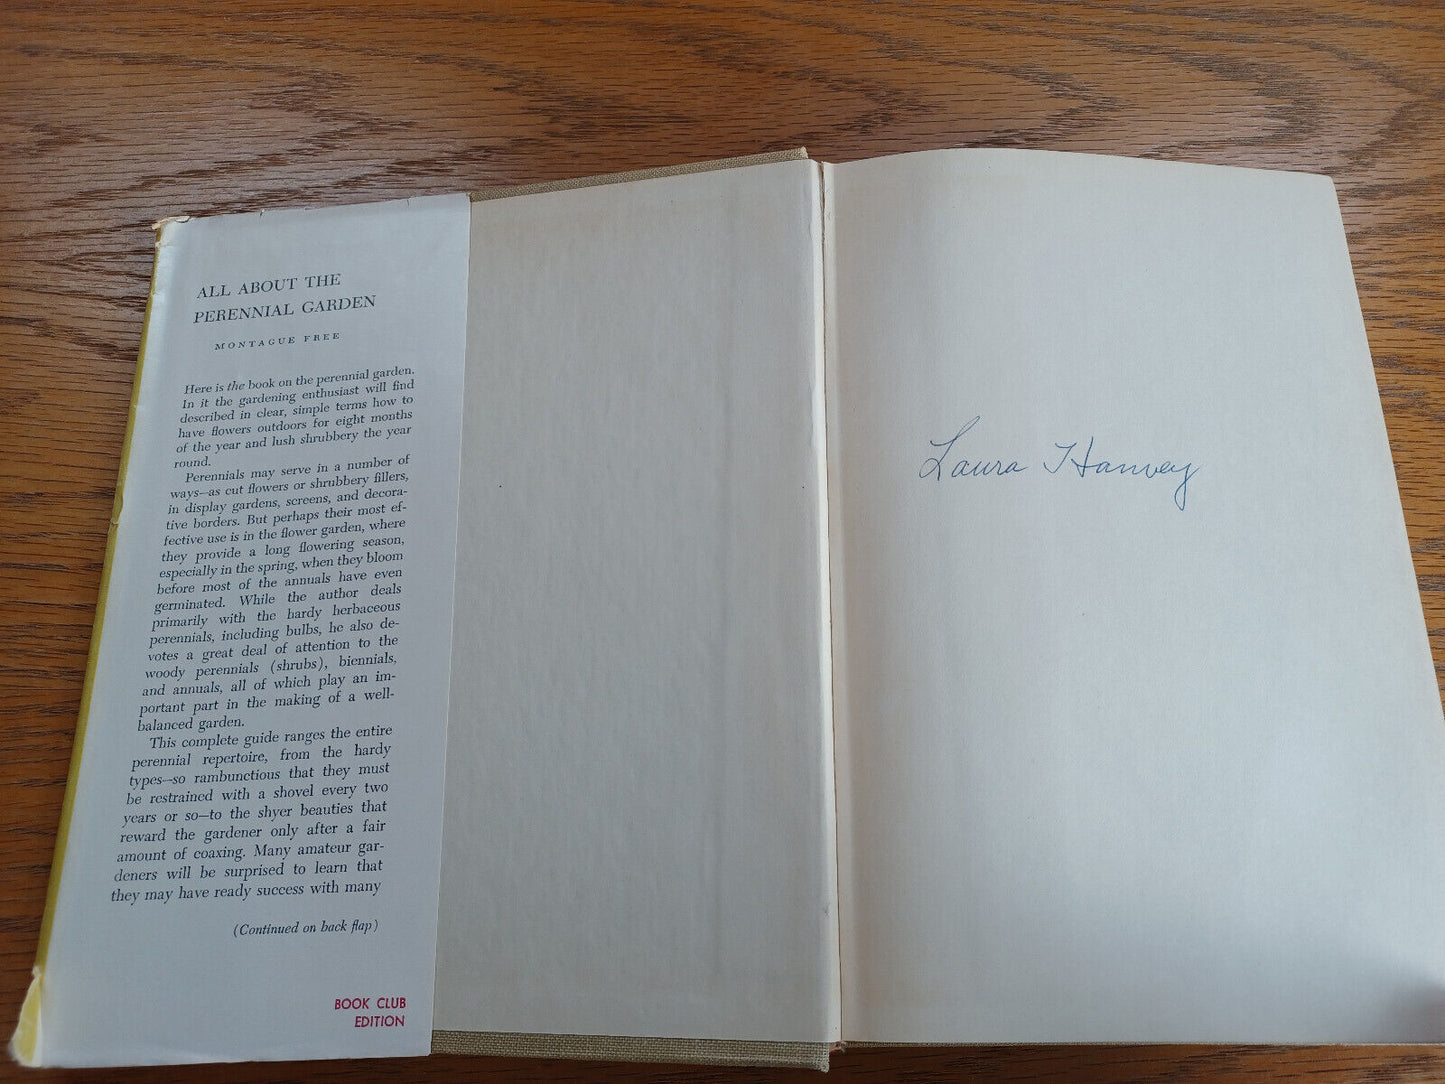 ALL ABOUT THE
PERENNIAL GARDEN
MONTAGUE FREE
Here is the book on the perennial garden.
In it the gardening enthusiast will find
described in clear, simple terms how to
have flowers outdoors for eight months
of the year and lush shrubbery the year
round.
Perennials may serve in a number of
ways—as cut flowers or shrubbery fillers,
in display gardens, screens, and decora-
tive borders. But perhaps their most ef-
fective use is in the flower garden, where
they provide a long flowering season,
especially in the spring, when they bloom
before most of the annuals have even
germinated. While the author deals
primarily with the hardy herbaceous
perennials, including bulbs, he also de-
votes a great deal of attention to the
woody perennials (shrubs), biennials,
and annuals, all of which play an im-
portant part in the making of a well-
balanced garden.
This complete guide ranges the entire
perennial repertoire, from the hardy
types—so rambunctious that they must
be restrained with a shovel every two
years or so—to the shyer beauties that
reward the gardener only after a fair
amount of coaxing. Many amateur gar-
deners will be surprised to learn that
they may have ready success with many
(Continued on back flap)
BOOK CLUB
EDITION
Laura Hanvey